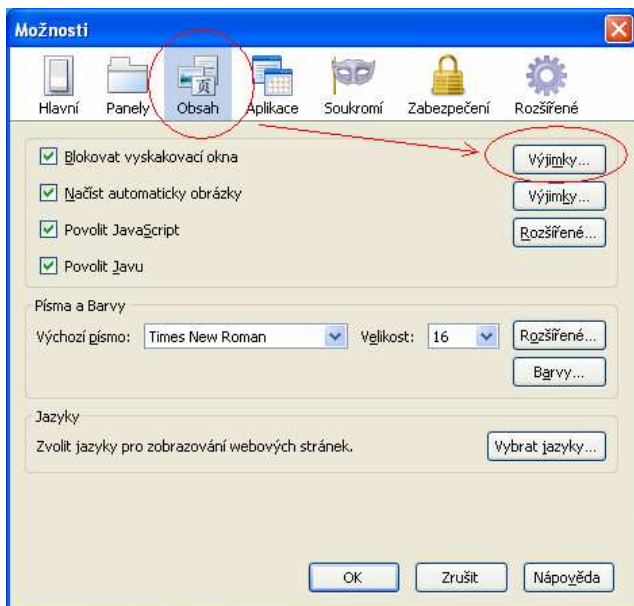 Možnosti
Hlavní Panely Obsah Aplikace Soukromí Zabezpečení Rozšířené
Blokovat vyskakovací okna Výjimky...
Načíst automaticky obrázky Výjimky...
Povolit JavaScript Rozšířené...
Povolit Javu
Písma a Barvy
Výchozí písmo: Times New Roman Velikost: 16 Rozšířené...
Barvy...
Jazyky
Zvolit jazyky pro zobrazování webových stránek. Vybrat jazyky...
OK Zrušit Nápověda